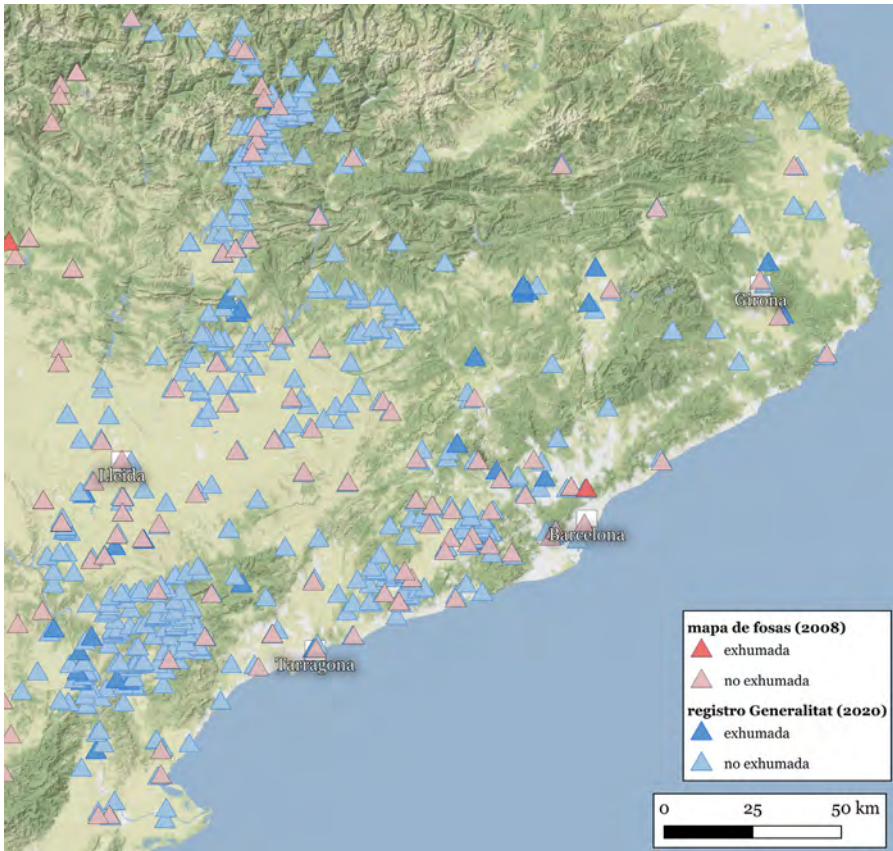 Girona
Lleida
Barcelona
Tarragona
mapa de fosas (2008)
exhumada
no exhumada
registro Generalitat (2020)
exhumada
no exhumada
0 25 50 km